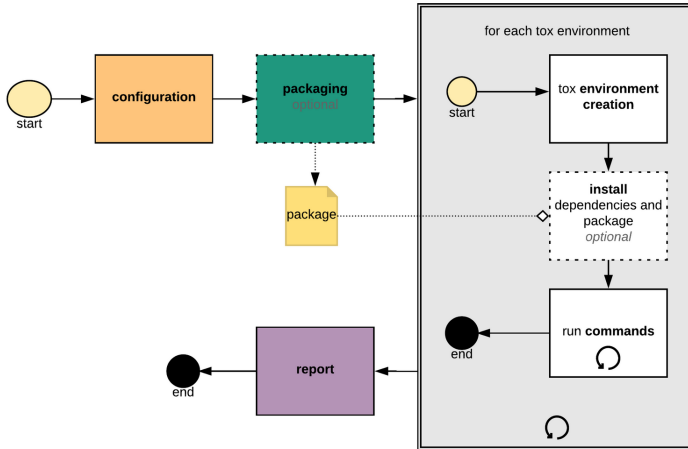 for each tox environment
start
configuration
packaging
optional
start
tox environment
creation
package
install
dependencies and
package
optional
run commands
end
report
end